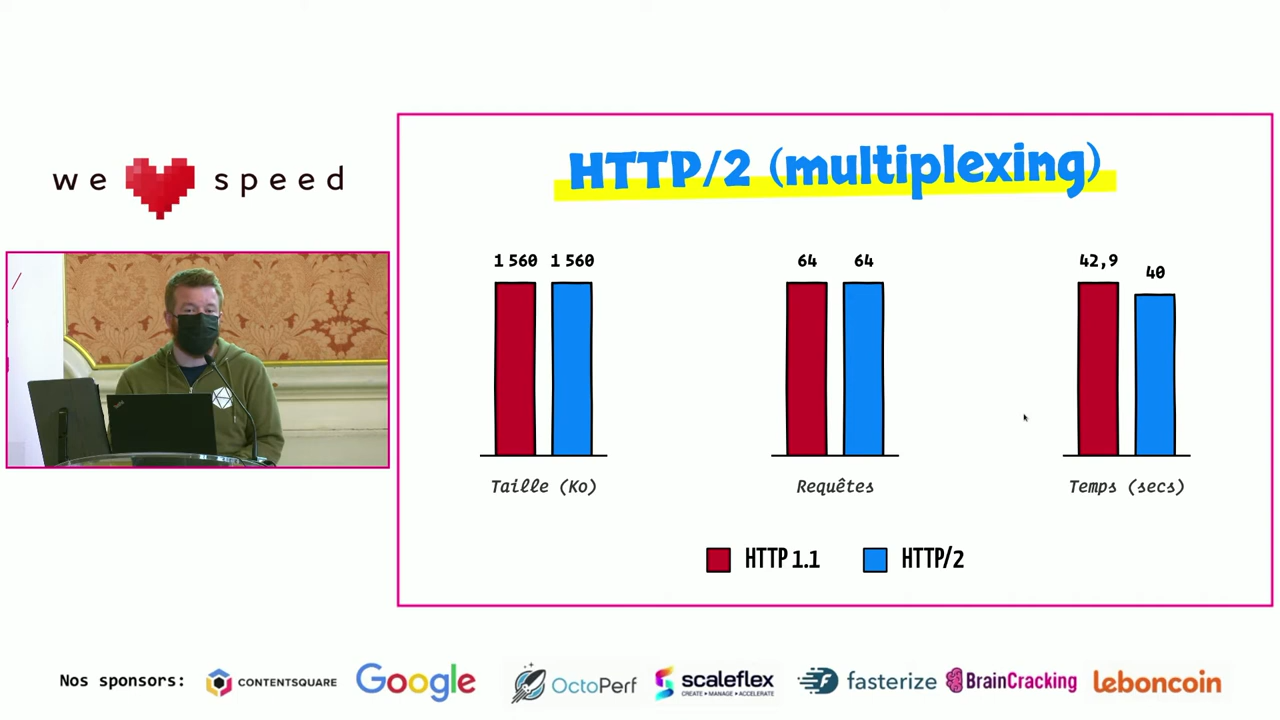 we speed
HTTP/2 (multiplexing)
1 560 1 560
64 64
42,9 40
Taille (Ko)
Requêtes
Temps (secs)
HTTP 1.1 HTTP/2
Nos sponsors: CONTENTSQUARE Google OctoPerf scaleflex fasterize BrainCracking leboncoin
CREATE • MANAGE • ACCELERATE